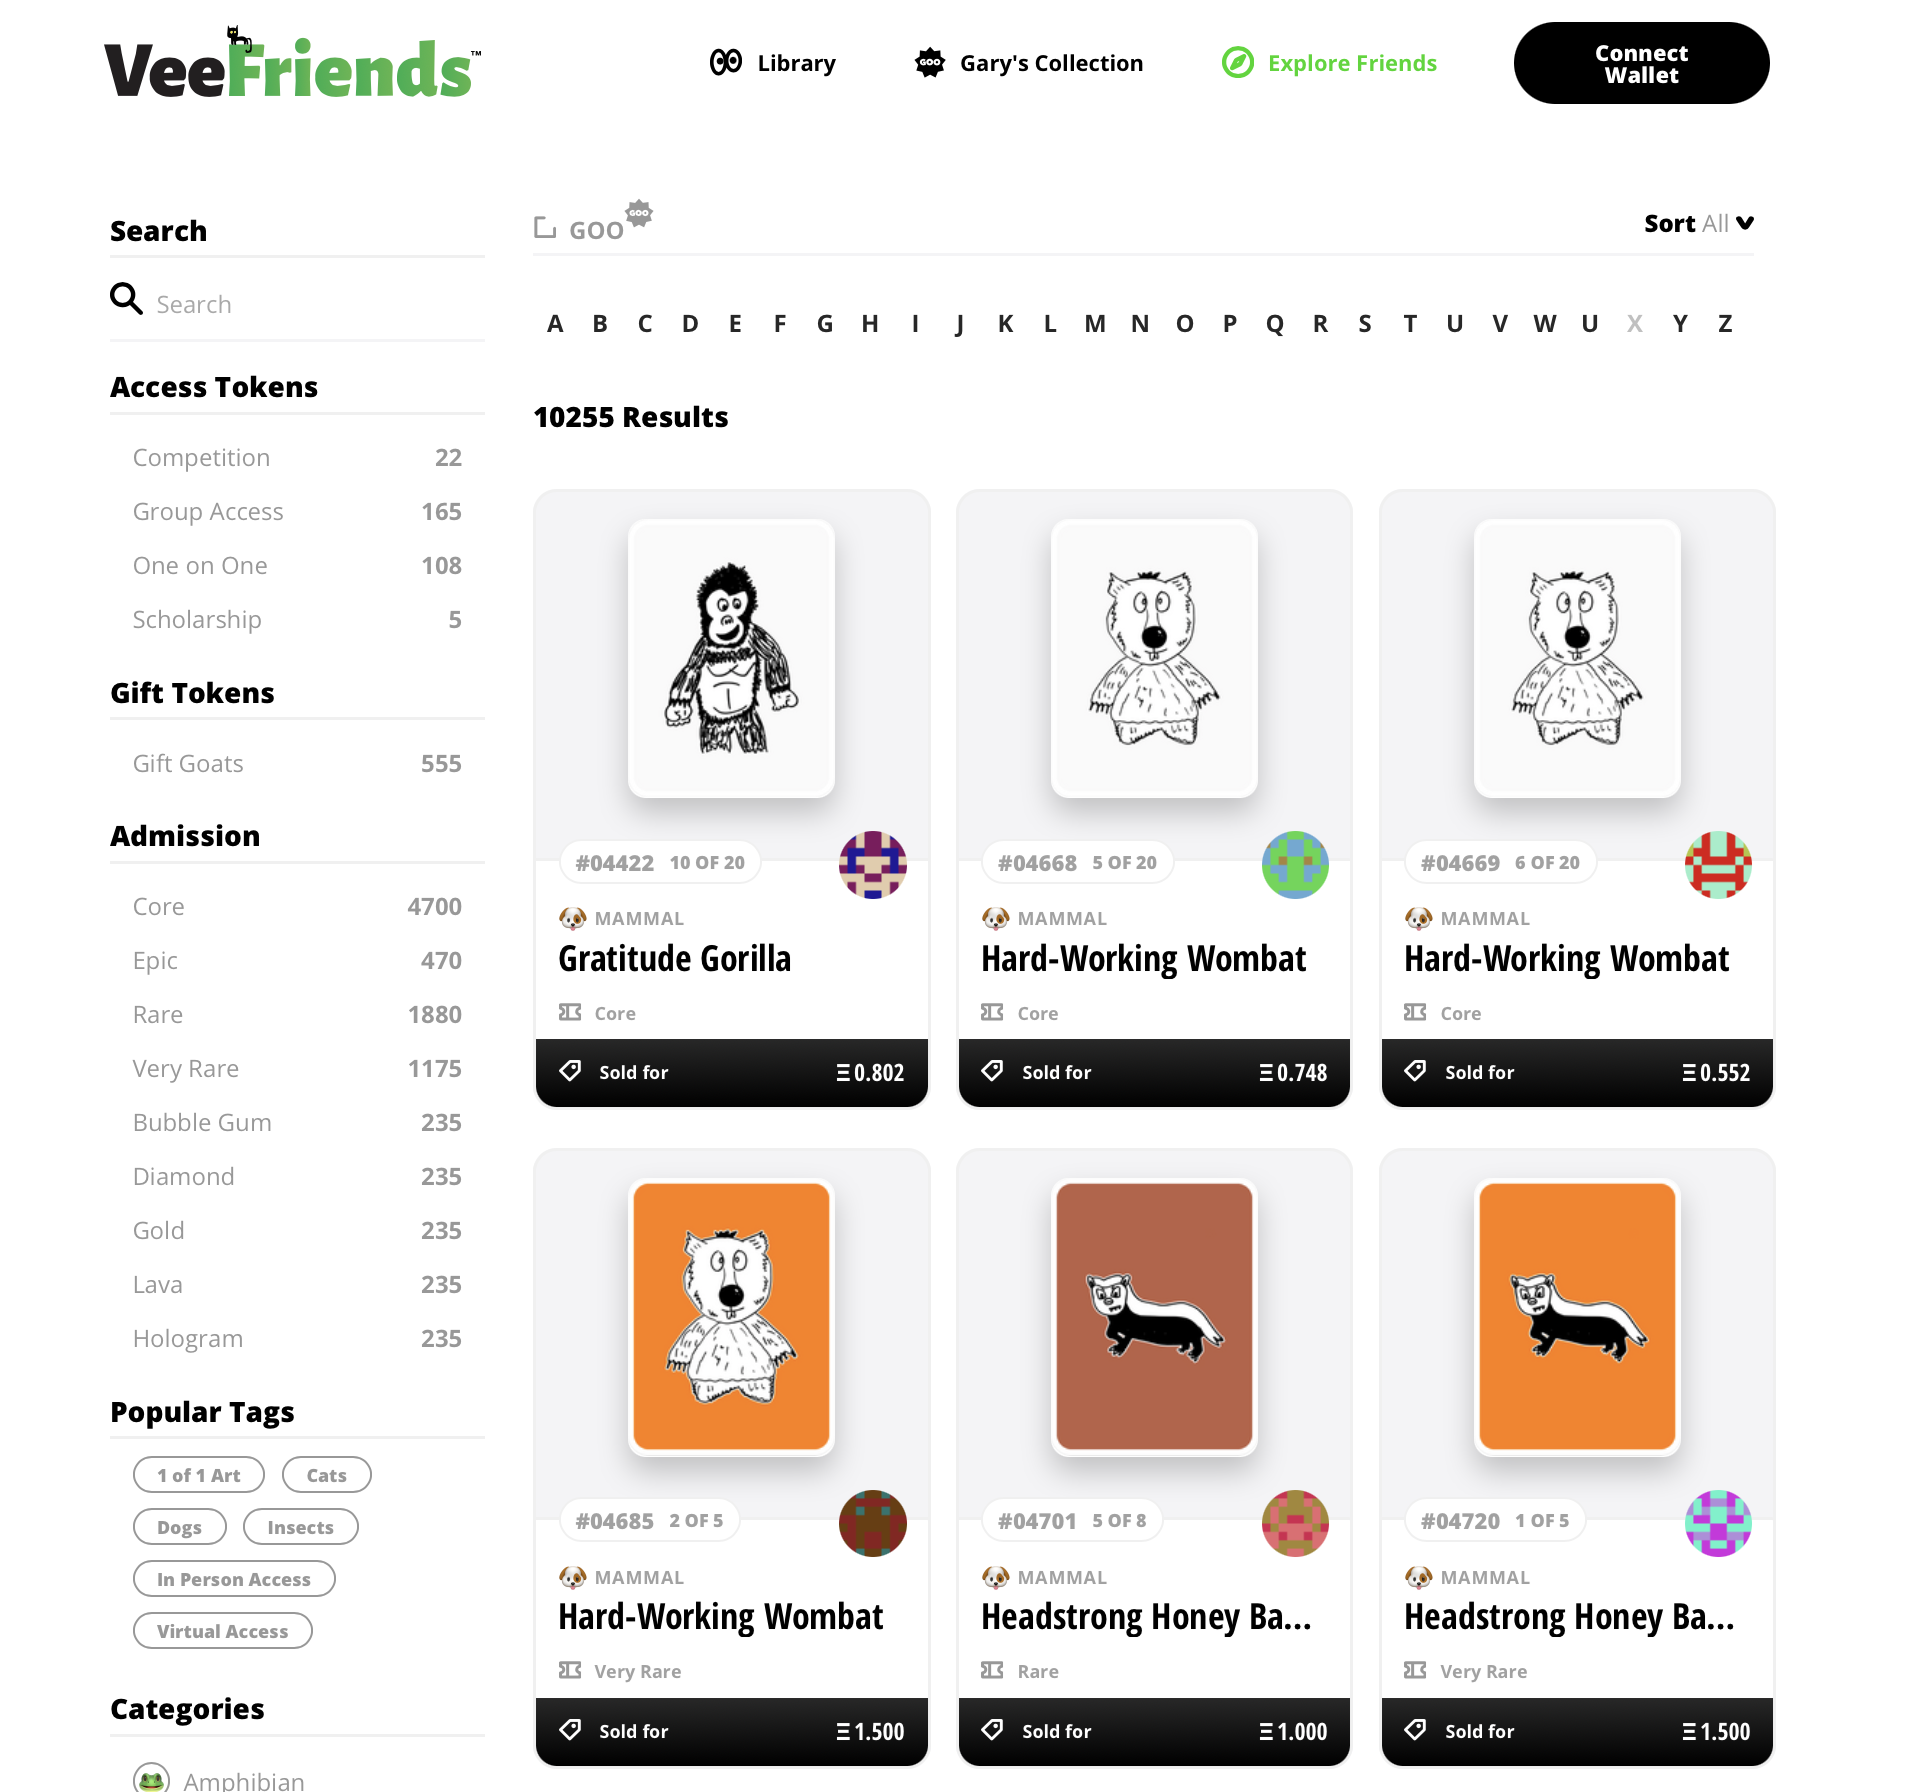 VeeFriends™
Library
Gary's Collection
Explore Friends
Connect
Wallet
Search
Search
Access Tokens
Competition 22
Group Access 165
One on One 108
Scholarship 5
Gift Tokens
Gift Goats 555
Admission
Core 4700
Epic 470
Rare 1880
Very Rare 1175
Bubble Gum 235
Diamond 235
Gold 235
Lava 235
Hologram 235
Popular Tags
1 of 1 Art Cats
Dogs Insects
In Person Access
Virtual Access
Categories
Amphibian
GOO GOO
Sort All
A B C D E F G H I J K L M N O P Q R S T U V W U X Y Z
10255 Results
#04422 10 OF 20
MAMMAL
Gratitude Gorilla
Core
Sold for Ξ 0.802
#04668 5 OF 20
MAMMAL
Hard-Working Wombat
Core
Sold for Ξ 0.748
#04669 6 OF 20
MAMMAL
Hard-Working Wombat
Core
Sold for Ξ 0.552
#04685 2 OF 5
MAMMAL
Hard-Working Wombat
Very Rare
Sold for Ξ 1.500
#04701 5 OF 8
MAMMAL
Headstrong Honey Ba...
Rare
Sold for Ξ 1.000
#04720 1 OF 5
MAMMAL
Headstrong Honey Ba...
Very Rare
Sold for Ξ 1.500